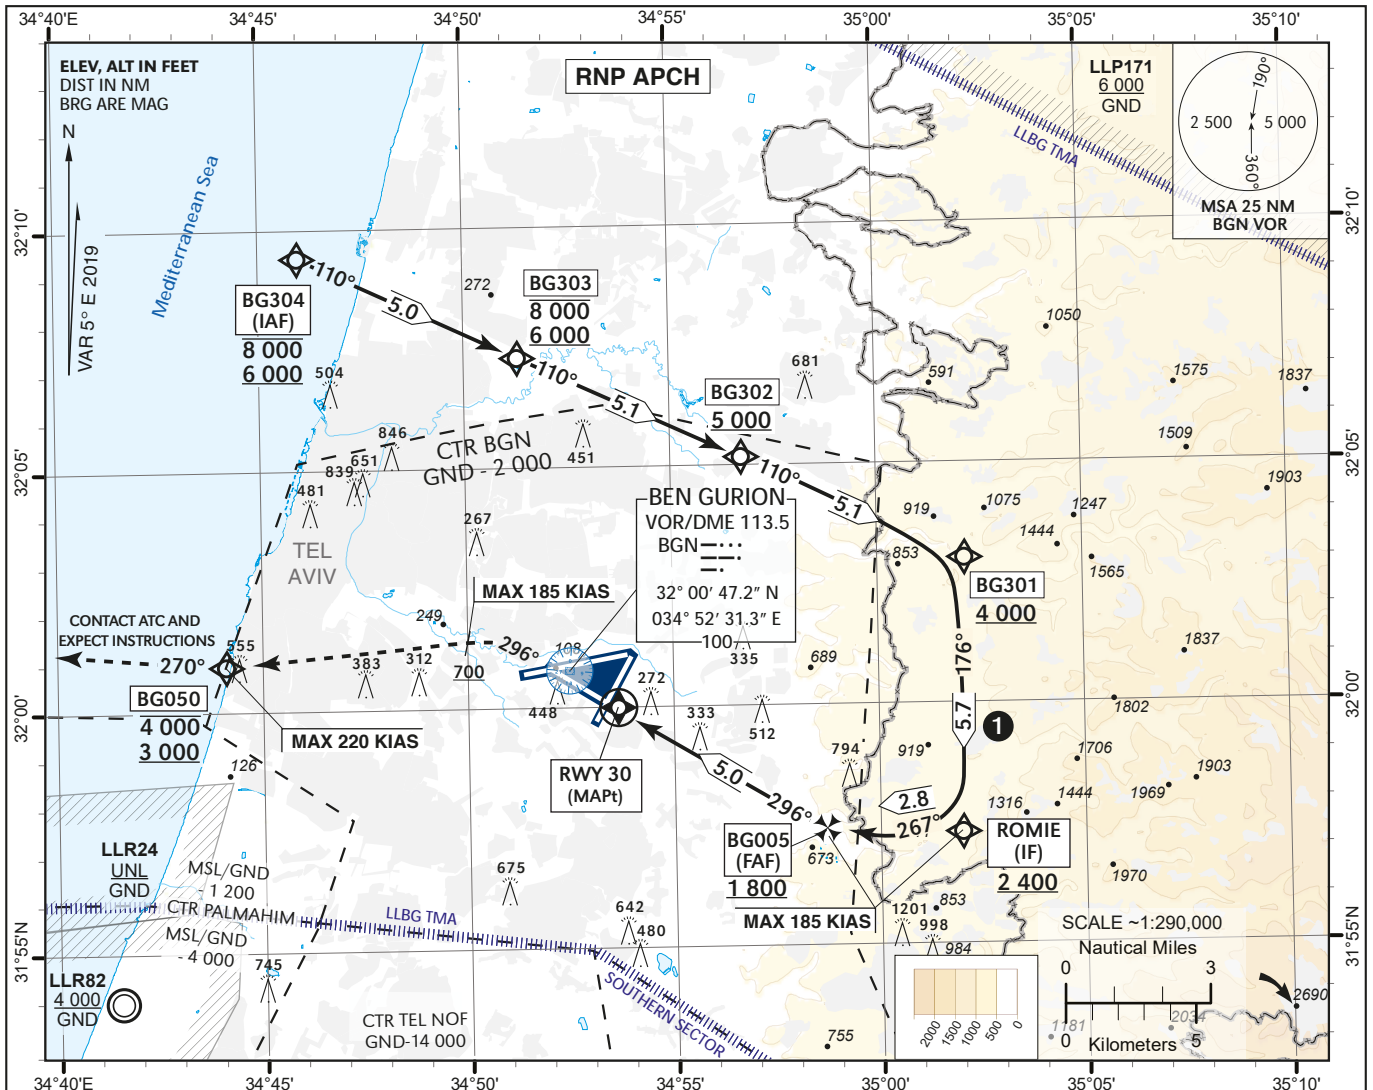 34°40'E
34°45'
34°50'
34°55'
35°00'
35°05'
35°10'
ELEV, ALT IN FEET
DIST IN NM
BRG ARE MAG
N
VAR 5° E 2019
Mediterranean Sea
RNP APCH
LLP171
6 000
GND
LLBG TMA
190°
2 500
5 000
360°
MSA 25 NM
BGN VOR
32°10'
32°10'
110°
5.0
BG304
(IAF)
8 000
6 000
272
BG303
8 000
6 000
110°
5.1
681
BG302
5 000
1050
591
1575
1837
504
CTR BGN
GND - 2 000
846
651
839
451
481
1509
1903
32°05'
32°05'
110°
5.1
BEN GURION
VOR/DME 113.5
BGN
32° 00' 47.2" N
034° 52' 31.3" E
100
267
TEL
AVIV
919
1075
1247
1444
853
1565
BG301
4 000
MAX 185 KIAS
249
CONTACT ATC AND
EXPECT INSTRUCTIONS
555
270°
296°
108
383
312
700
335
689
176°
1837
BG050
4 000
3 000
448
272
333
512
5.7
1
1802
32°00'
32°00'
MAX 220 KIAS
126
RWY 30
(MAPt)
5.0
296°
794
919
1706
1903
1969
2.8
267°
1316
1444
BG005
(FAF)
1 800
673
ROMIE
(IF)
2 400
1970
MAX 185 KIAS
LLR24
UNL
GND
MSL/GND
- 1 200
CTR PALMAHIM
MSL/GND
- 4 000
LLBG TMA
675
642
480
853
1201
998
984
SCALE ~1:290,000
Nautical Miles
0
3
0
5
Kilometers
31°55'N
31°55'N
745
LLR82
4 000
GND
SOUTHERN SECTOR
CTR TEL NOF
GND-14 000
755
2000
1500
1000
500
0
1181
2034
2690
34°40'E
34°45'
34°50'
34°55'
35°00'
35°05'
35°10'